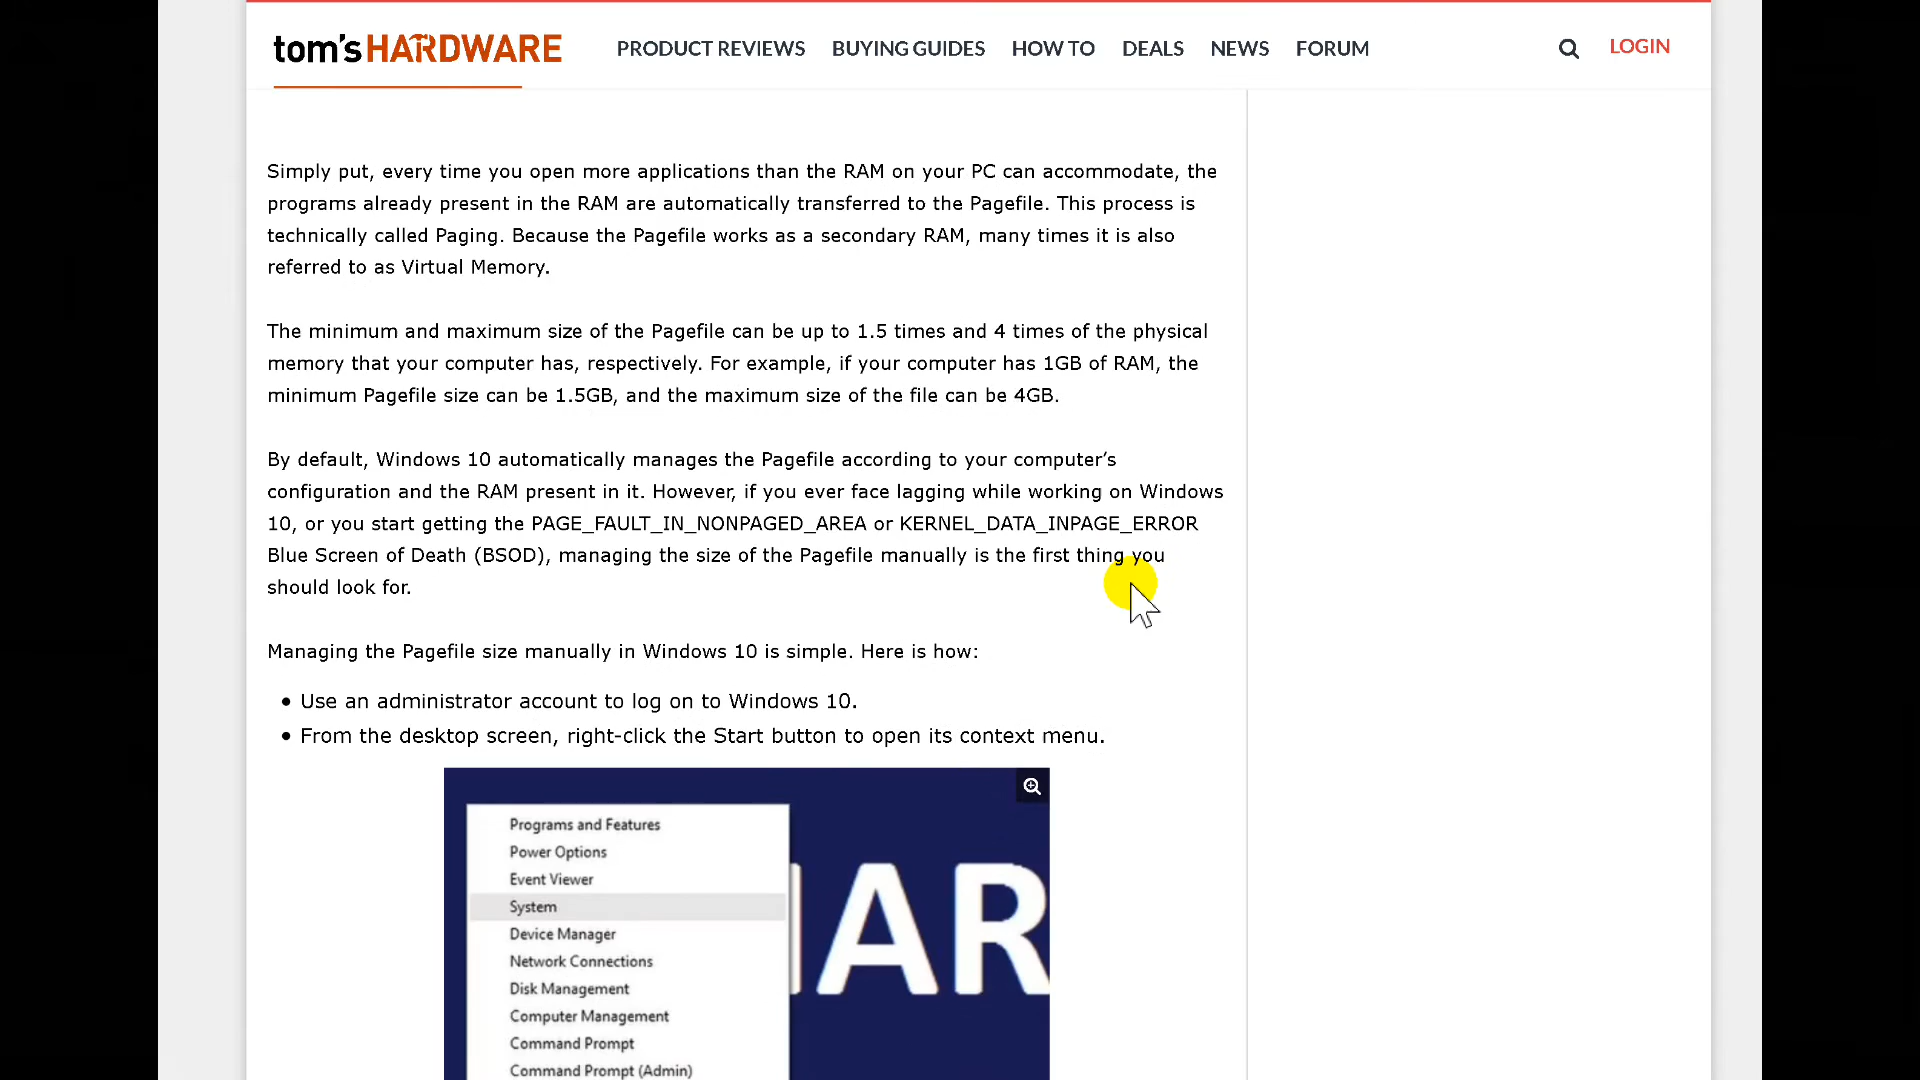 tom's HARDWARE
PRODUCT REVIEWS BUYING GUIDES HOW TO DEALS NEWS FORUM
LOGIN
Simply put, every time you open more applications than the RAM on your PC can accommodate, the
programs already present in the RAM are automatically transferred to the Pagefile. This process is
technically called Paging. Because the Pagefile works as a secondary RAM, many times it is also
referred to as Virtual Memory.
The minimum and maximum size of the Pagefile can be up to 1.5 times and 4 times of the physical
memory that your computer has, respectively. For example, if your computer has 1GB of RAM, the
minimum Pagefile size can be 1.5GB, and the maximum size of the file can be 4GB.
By default, Windows 10 automatically manages the Pagefile according to your computer's
configuration and the RAM present in it. However, if you ever face lagging while working on Windows
10, or you start getting the PAGE_FAULT_IN_NONPAGED_AREA or KERNEL_DATA_INPAGE_ERROR
Blue Screen of Death (BSOD), managing the size of the Pagefile manually is the first thing you
should look for.
Managing the Pagefile size manually in Windows 10 is simple. Here is how:
• Use an administrator account to log on to Windows 10.
• From the desktop screen, right-click the Start button to open its context menu.
Programs and Features
Power Options
Event Viewer
System
Device Manager
Network Connections
Disk Management
Computer Management
Command Prompt
Command Prompt (Admin)
AR